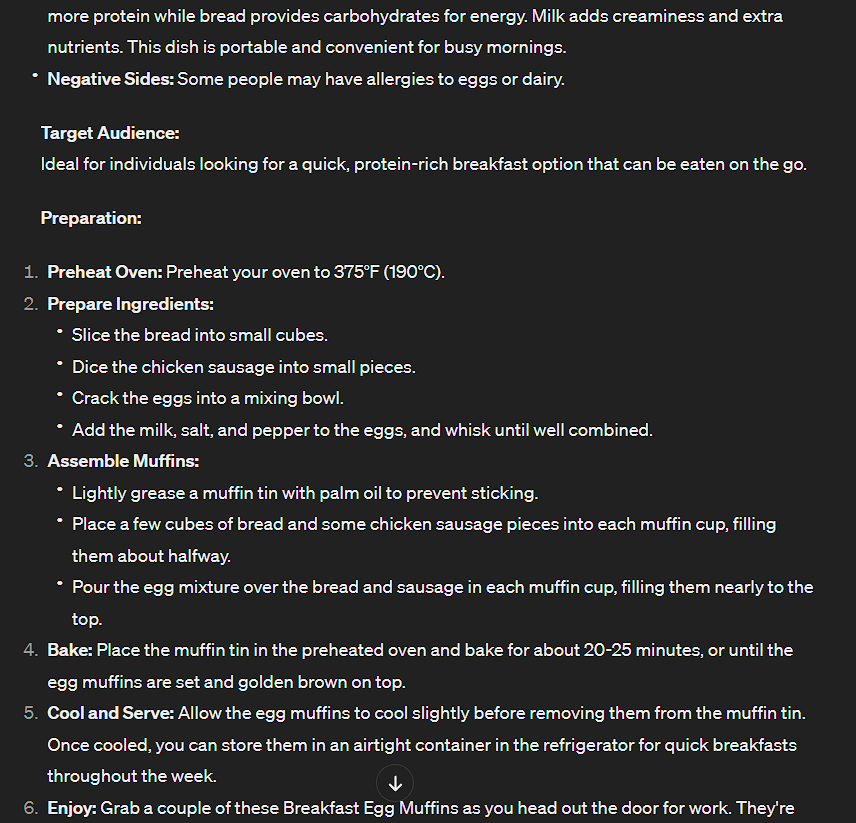 more protein while bread provides carbohydrates for energy. Milk adds creaminess and extra
nutrients. This dish is portable and convenient for busy mornings.
• Negative Sides: Some people may have allergies to eggs or dairy.
Target Audience:
Ideal for individuals looking for a quick, protein-rich breakfast option that can be eaten on the go.
Preparation:
1. Preheat Oven: Preheat your oven to 375°F (190°C).
2. Prepare Ingredients:
• Slice the bread into small cubes.
• Dice the chicken sausage into small pieces.
• Crack the eggs into a mixing bowl.
• Add the milk, salt, and pepper to the eggs, and whisk until well combined.
3. Assemble Muffins:
• Lightly grease a muffin tin with palm oil to prevent sticking.
• Place a few cubes of bread and some chicken sausage pieces into each muffin cup, filling
them about halfway.
• Pour the egg mixture over the bread and sausage in each muffin cup, filling them nearly to the
top.
4. Bake: Place the muffin tin in the preheated oven and bake for about 20-25 minutes, or until the
egg muffins are set and golden brown on top.
5. Cool and Serve: Allow the egg muffins to cool slightly before removing them from the muffin tin.
Once cooled, you can store them in an airtight container in the refrigerator for quick breakfasts
throughout the week.
6. Enjoy: Grab a couple of these Breakfast Egg Muffins as you head out the door for work. They're